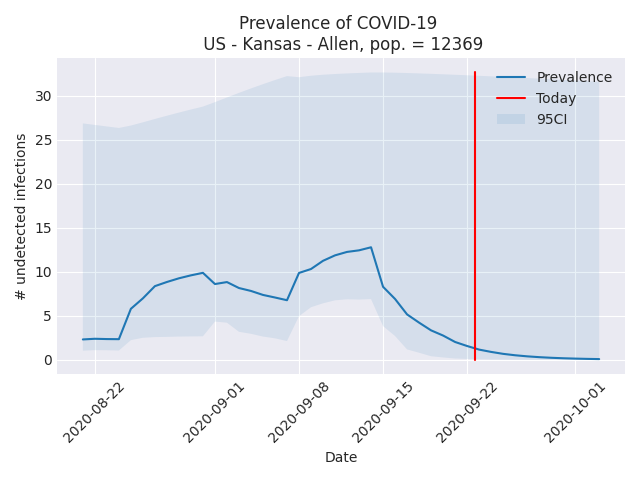 Prevalence of COVID-19
US - Kansas - Allen, pop. = 12369
Prevalence
Today
95CI
# undetected infections
30
25
20
15
10
5
0
2020-08-22
2020-09-01
2020-09-08
2020-09-15
2020-09-22
2020-10-01
Date